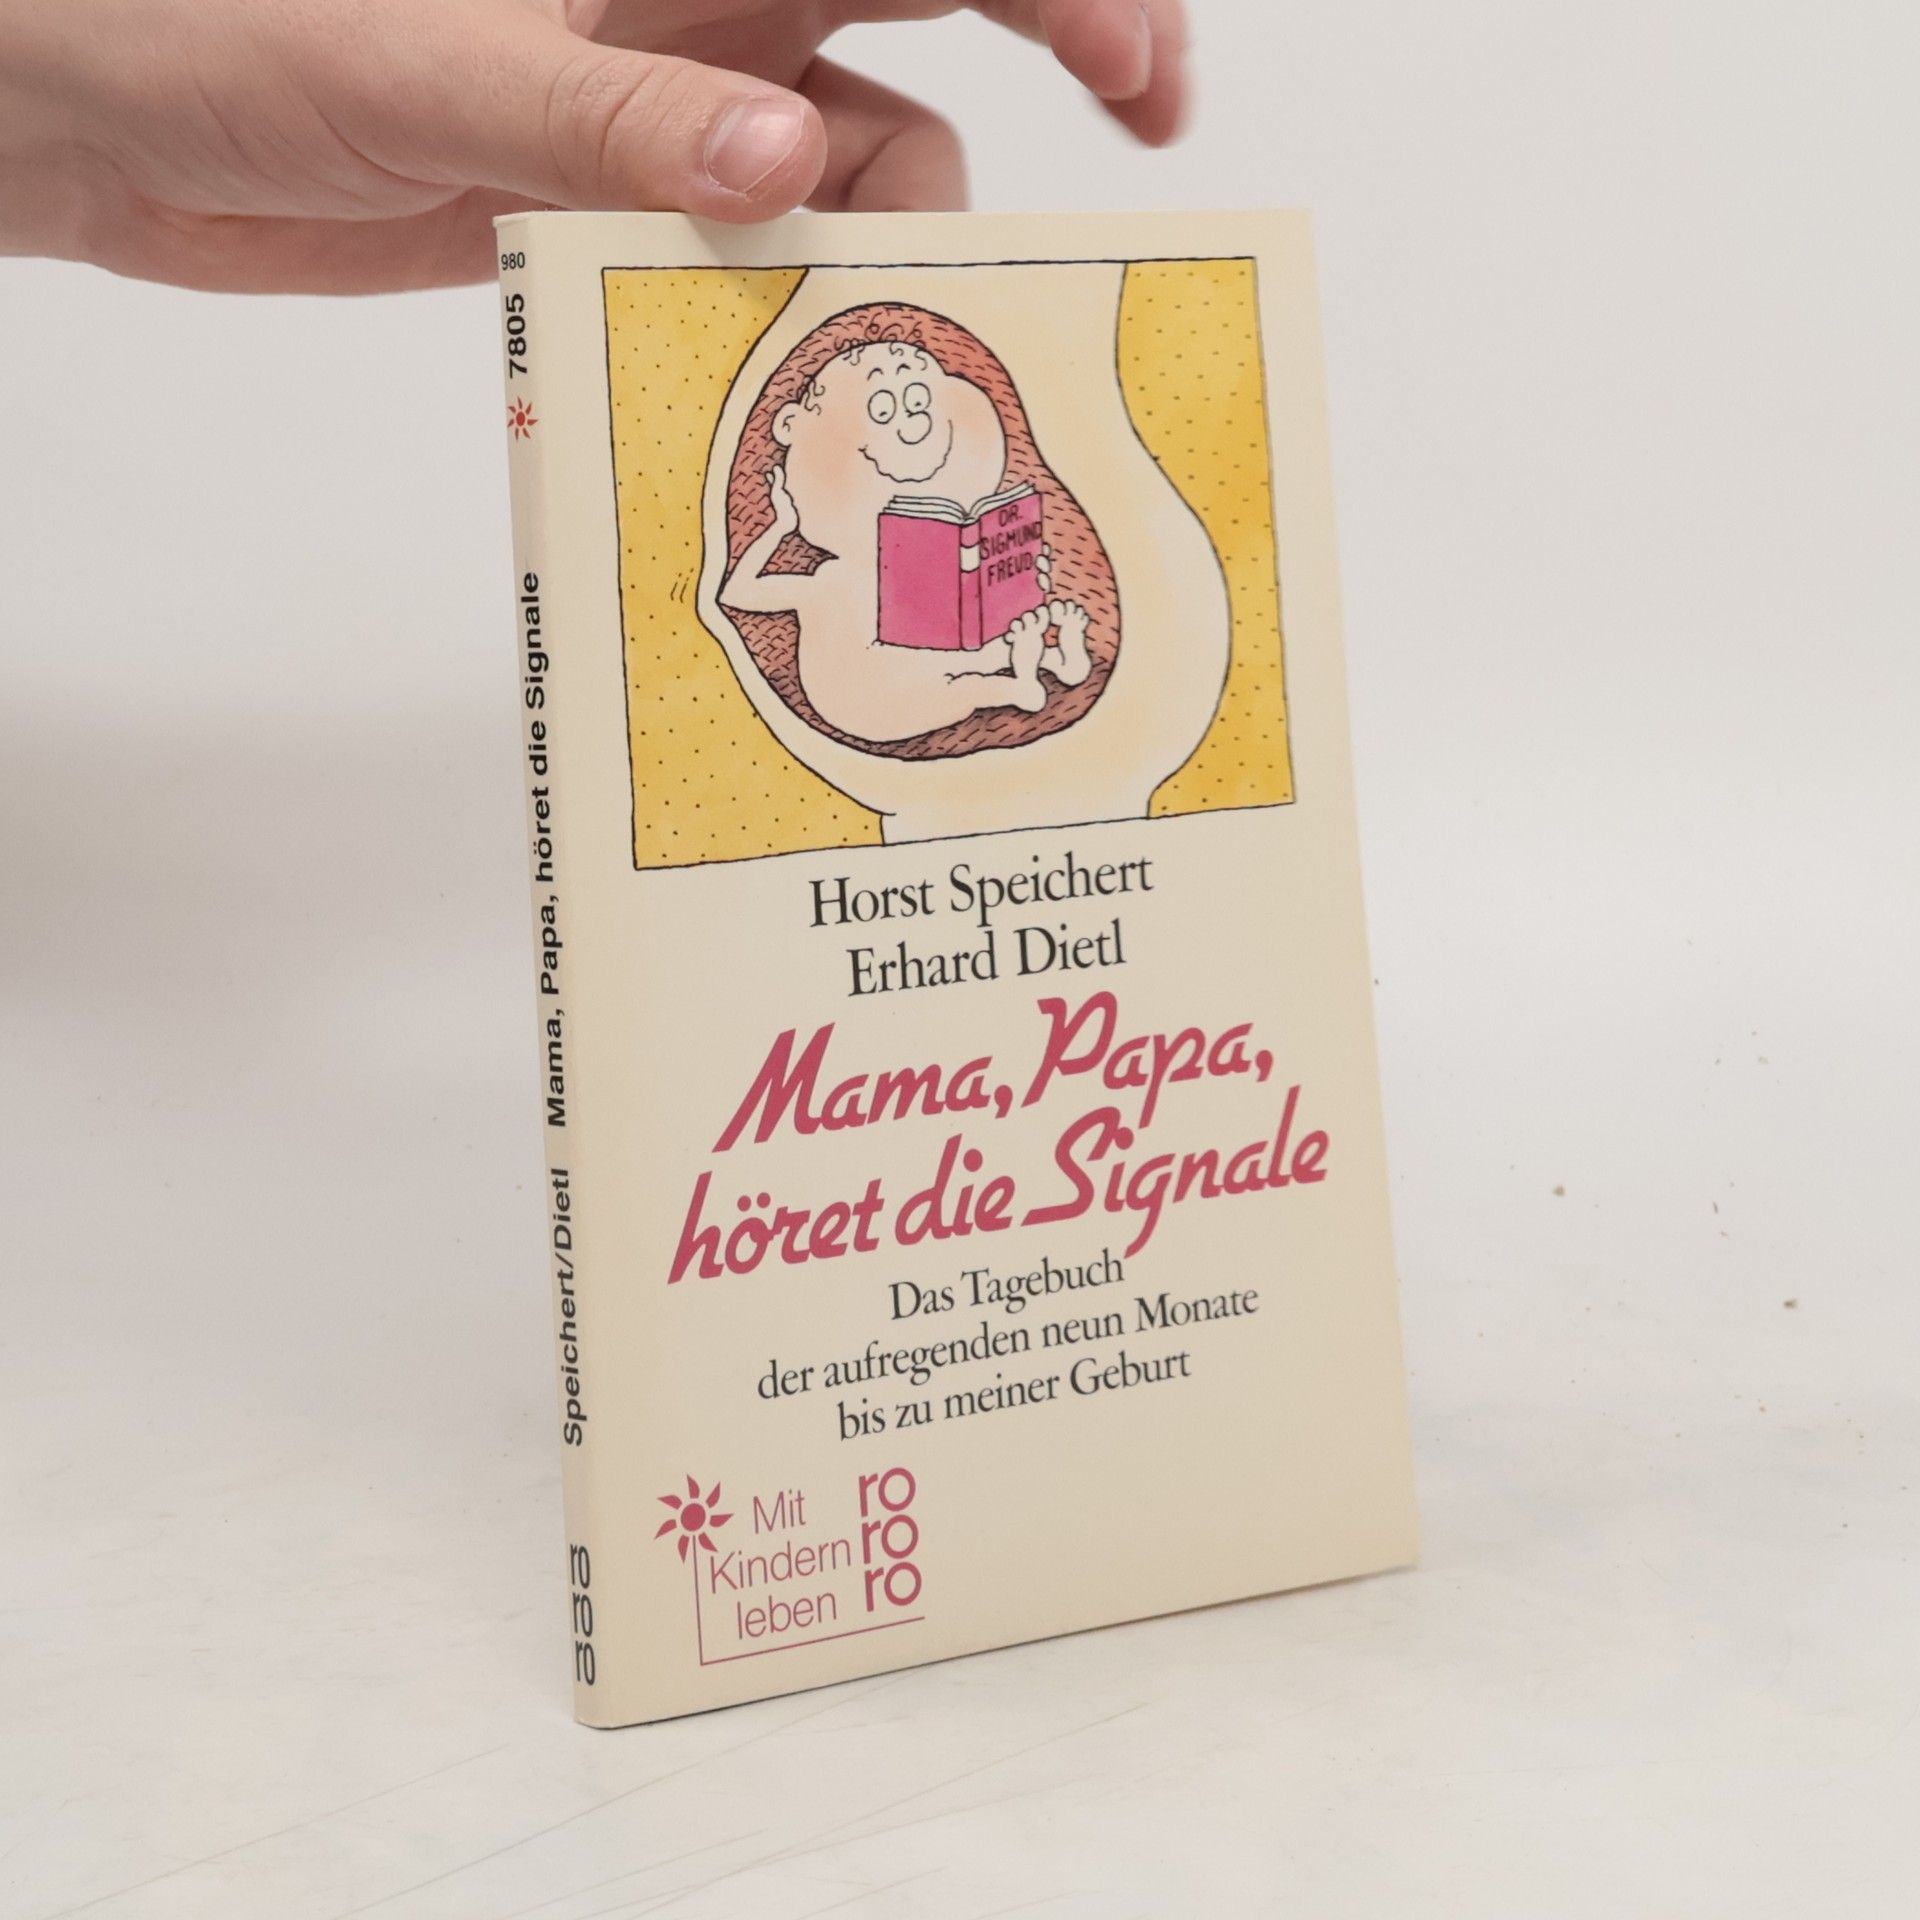 980
7805
Speichert/Dietl Mama, Papa, höret die Signale
ro
ro
ro
DR.
SIGMUND
FREUD
Horst Speichert
Erhard Dietl
Mama, Papa,
höret die Signale
Das Tagebuch
der aufregenden neun Monate
bis zu meiner Geburt
Mit
Kindern
leben
ro
ro
ro